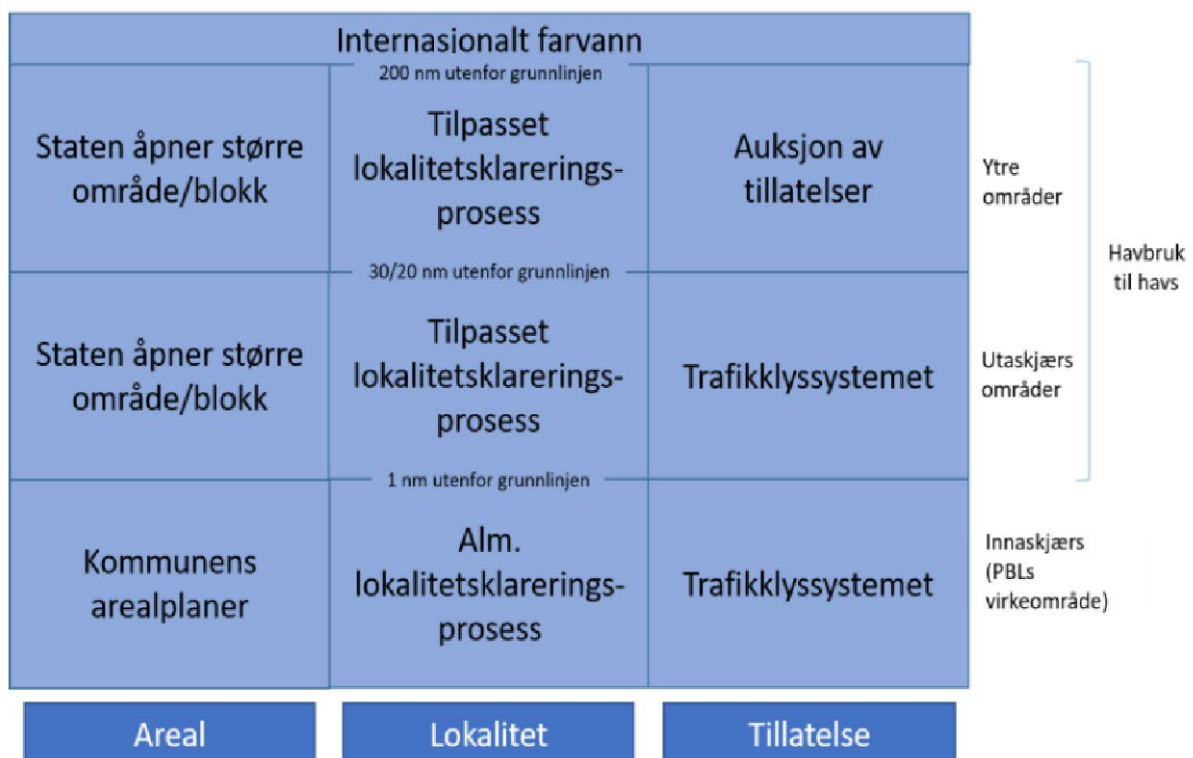 Internasjonalt farvann
200 nm utenfor grunnlinjen
Staten åpner større
område/blokk
Tilpasset
lokalitetsklarerings-
prosess
Auksjon av
tillatelser
Ytre
områder
30/20 nm utenfor grunnlinjen
Staten åpner større
område/blokk
Tilpasset
lokalitetsklarerings-
prosess
Trafikklyssystemet
Utaskjærs
områder
Havbruk
til havs
1 nm utenfor grunnlinjen
Kommunens
arealplaner
Alm.
lokalitetsklarerings-
prosess
Trafikklyssystemet
Innaskjærs
(PBLs
virkeområde)
Areal
Lokalitet
Tillatelse